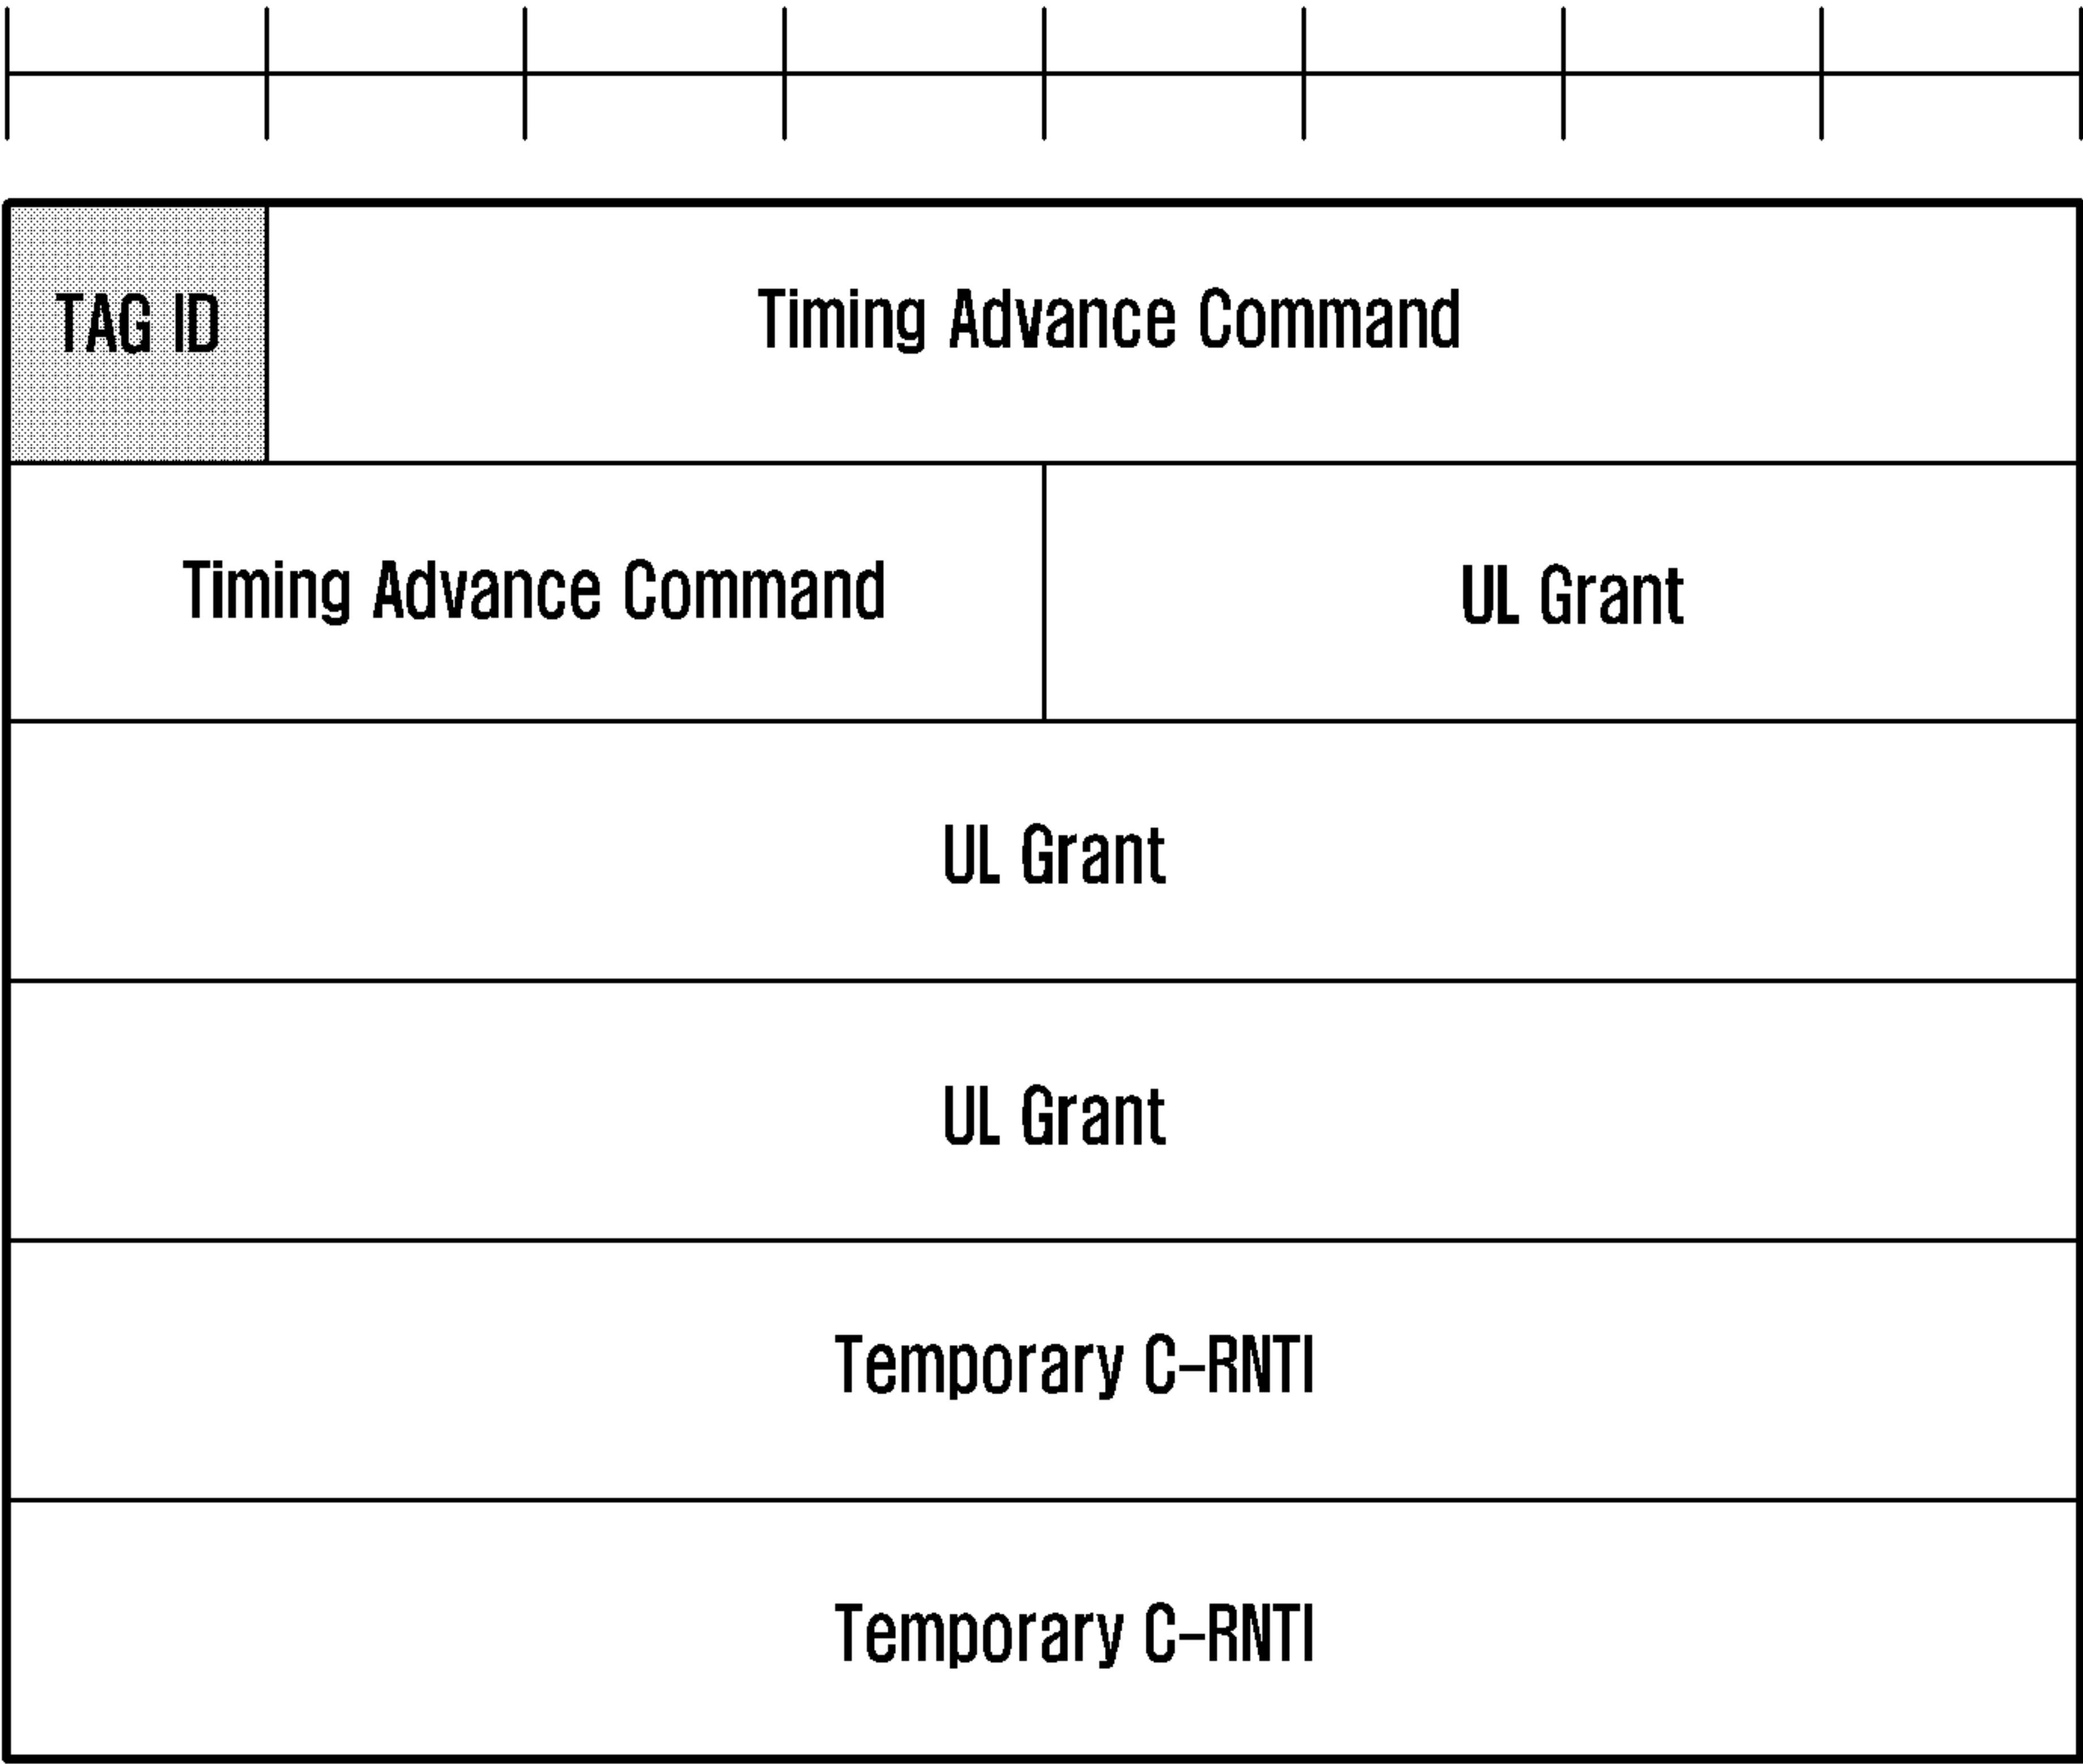 TAG ID Timing Advance Command
Timing Advance Command UL Grant
UL Grant
UL Grant
Temporary C-RNTI
Temporary C-RNTI